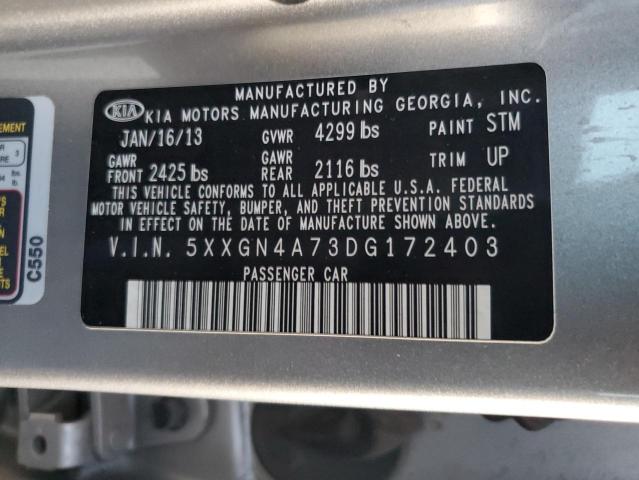 MANUFACTURED BY
KIA KIA MOTORS MANUFACTURING GEORGIA, INC.
JAN/16/13 GVWR 4299 lbs PAINT STM
GAWR FRONT 2425 lbs GAWR REAR 2116 lbs TRIM UP
THIS VEHICLE CONFORMS TO ALL APPLICABLE U.S.A. FEDERAL
MOTOR VEHICLE SAFETY, BUMPER, AND THEFT PREVENTION STANDARDS
IN EFFECT ON THE DATE OF MANUFACTURE SHOWN ABOVE.
V.I.N. 5XXGN4A73DG172403
PASSENGER CAR
C550